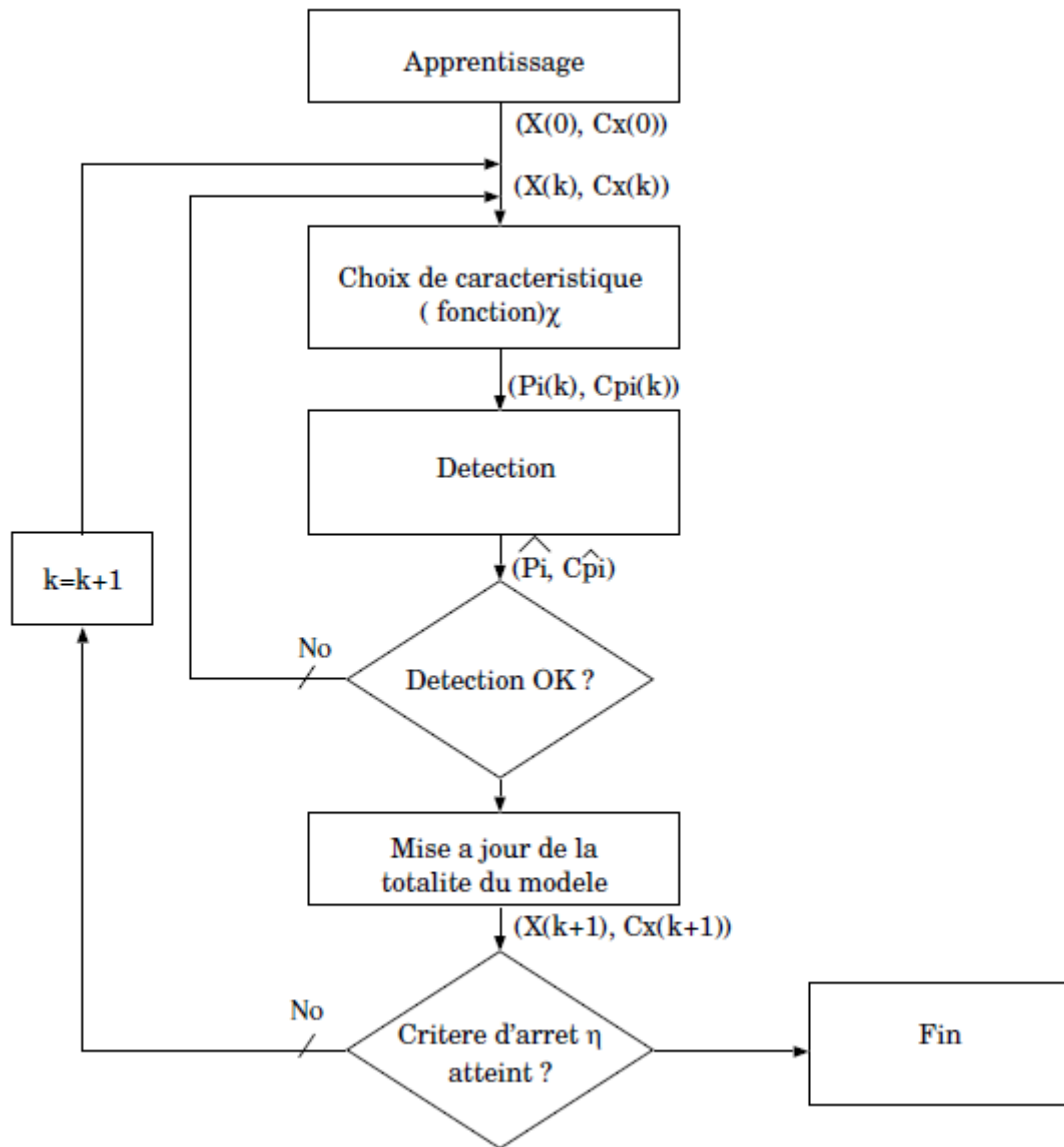 Apprentissage
(X(0), Cx(0))
(X(k), Cx(k))
Choix de caracteristique
( fonction)χ
(Pi(k), Cpi(k))
Detection
(P̂i, Cp̂i)
k=k+1
No
Detection OK ?
Mise a jour de la
totalite du modele
(X(k+1), Cx(k+1))
No
Critere d'arret η
atteint ?
Fin